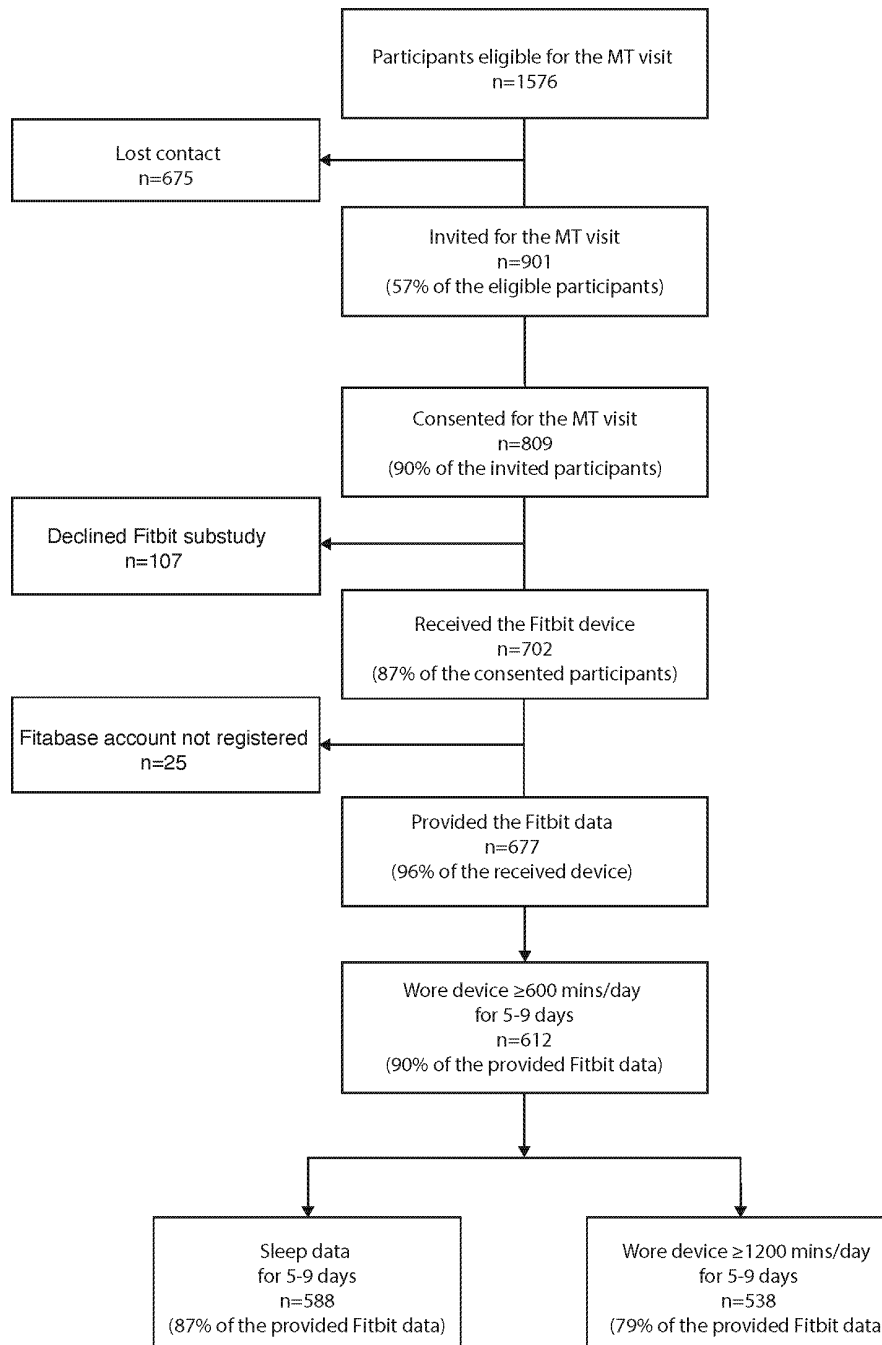 Participants eligible for the MT visit
n=1576
Lost contact
n=675
Invited for the MT visit
n=901
(57% of the eligible participants)
Consented for the MT visit
n=809
(90% of the invited participants)
Declined Fitbit substudy
n=107
Received the Fitbit device
n=702
(87% of the consented participants)
Fitabase account not registered
n=25
Provided the Fitbit data
n=677
(96% of the received device)
Wore device ≥600 mins/day
for 5-9 days
n=612
(90% of the provided Fitbit data)
Sleep data
for 5-9 days
n=588
(87% of the provided Fitbit data)
Wore device ≥1200 mins/day
for 5-9 days
n=538
(79% of the provided Fitbit data